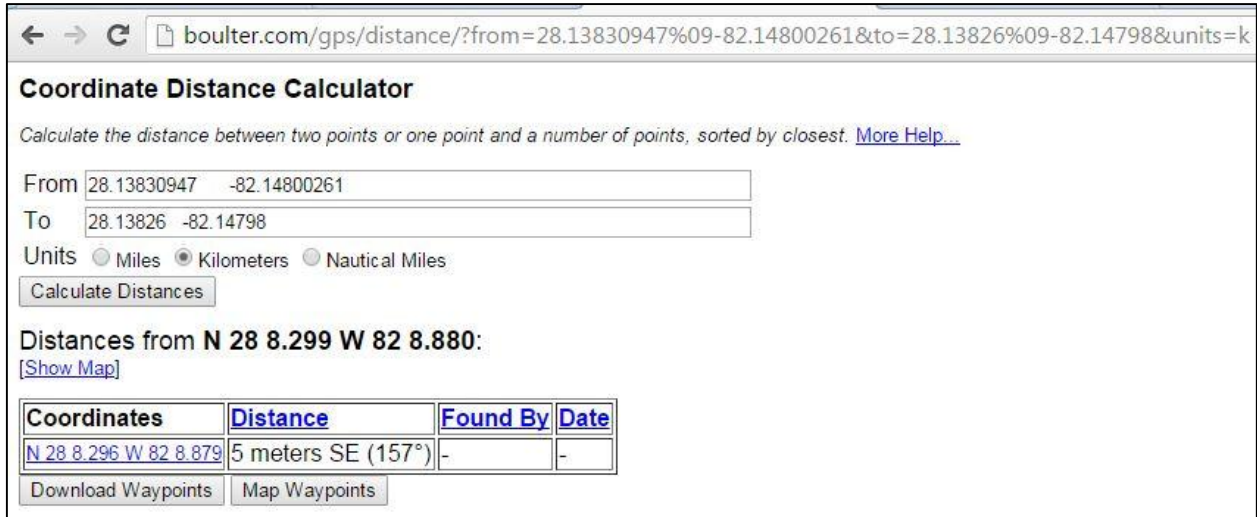 boulter.com/gps/distance/?from=28.13830947%09-82.14800261&to=28.13826%09-82.14798&units=k
Coordinate Distance Calculator
Calculate the distance between two points or one point and a number of points, sorted by closest. More Help...
From 28.13830947 -82.14800261
To 28.13826 -82.14798
Units Miles Kilometers Nautical Miles
Calculate Distances
Distances from N 28 8.299 W 82 8.880:
[Show Map]
Coordinates Distance Found By Date
N 28 8.296 W 82 8.879 5 meters SE (157°) - -
Download Waypoints Map Waypoints